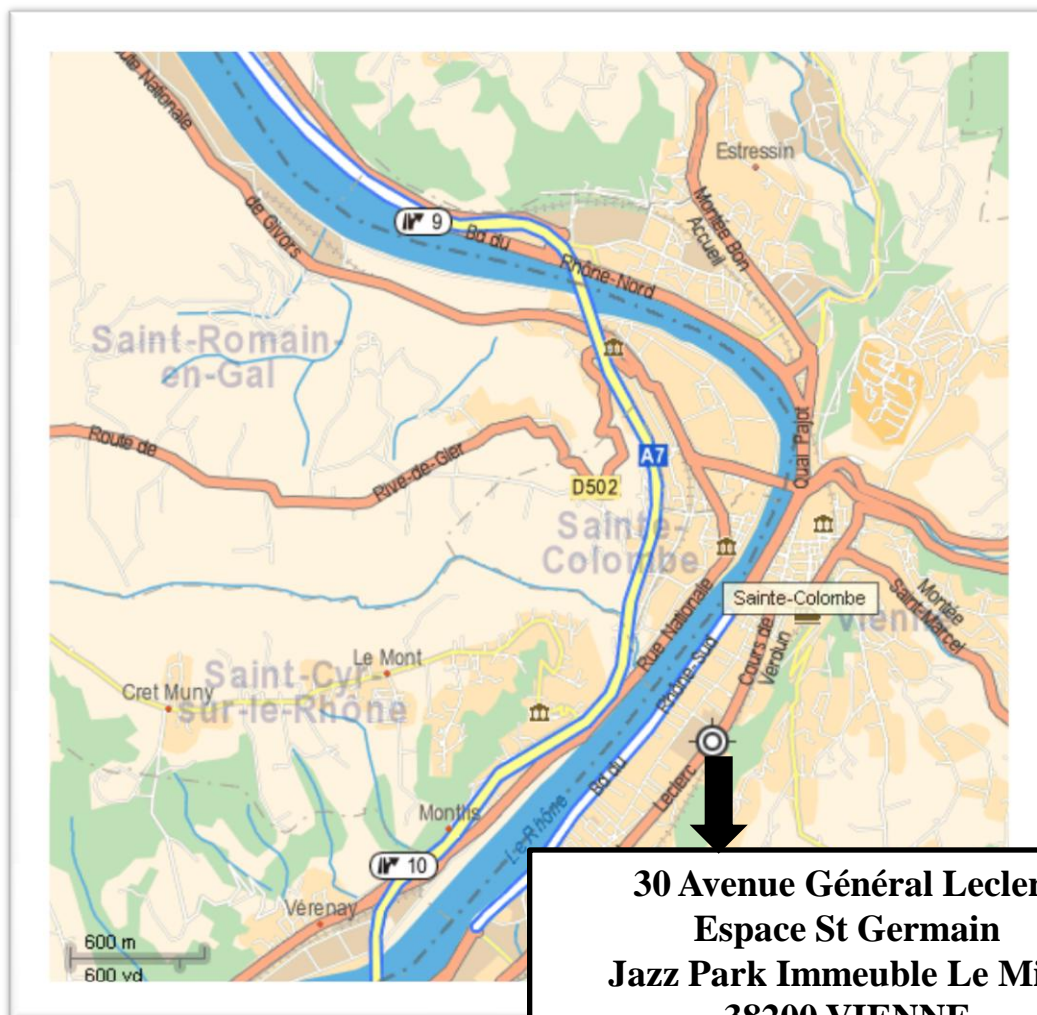 Route Nationale
de Givors
Estressin
Montée Bon
Accueil
9
Bd du
Rhône-Nord
Saint-Romain-
en-Gal
Quai Pajot
Route de
Rive-de-Gier
A7
D502
Sainte-
Colombe
Sainte-Colombe
Rue Nationale
Montée
Saint-Marcel
Vienne
Cours de
Verdun
Le Mont
Cret Muny
Saint-Cyr-
sur-le-Rhône
Bd du
Rhône-Sud
Leclerc
Montlis
Le Rhône
10
Vérenay
600 m
600 yd
30 Avenue Général Lecler
Espace St Germain
Jazz Park Immeuble Le Mi
38200 VIENNE